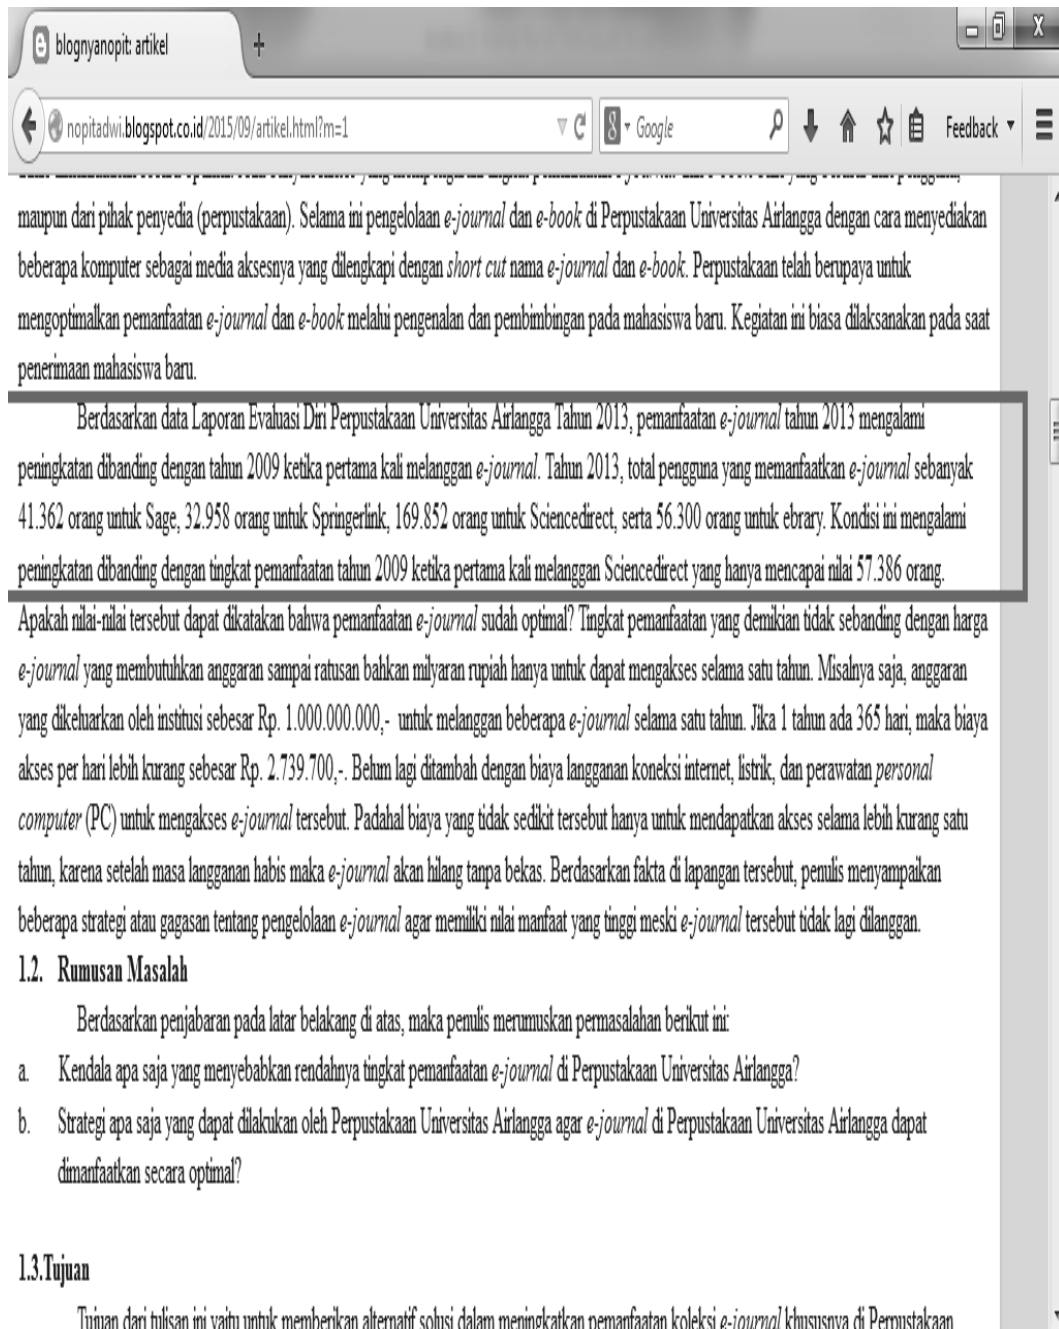 blognyanopit: artikel
nopitadwi.blogspot.co.id/2015/09/artikel.html?m=1
Google
Feedback
maupun dari pihak penyedia (perpustakaan). Selama ini pengelolaan e-journal dan e-book di Perpustakaan Universitas Airlangga dengan cara menyediakan
beberapa komputer sebagai media aksesnya yang dilengkapi dengan short cut nama e-journal dan e-book. Perpustakaan telah berupaya untuk
mengoptimalkan pemanfaatan e-journal dan e-book melalui pengenalan dan pembimbingan pada mahasiswa baru. Kegiatan ini biasa dilaksanakan pada saat
penerimaan mahasiswa baru.
Berdasarkan data Laporan Evaluasi Diri Perpustakaan Universitas Airlangga Tahun 2013, pemanfaatan e-journal tahun 2013 mengalami
peningkatan dibanding dengan tahun 2009 ketika pertama kali melanggan e-journal. Tahun 2013, total pengguna yang memanfaatkan e-journal sebanyak
41.362 orang untuk Sage, 32.958 orang untuk Springerlink, 169.852 orang untuk Sciencedirect, serta 56.300 orang untuk ebrary. Kondisi ini mengalami
peningkatan dibanding dengan tingkat pemanfaatan tahun 2009 ketika pertama kali melanggan Sciencedirect yang hanya mencapai nilai 57.386 orang.
Apakah nilai-nilai tersebut dapat dikatakan bahwa pemanfaatan e-journal sudah optimal? Tingkat pemanfaatan yang demikian tidak sebanding dengan harga
e-journal yang membutuhkan anggaran sampai ratusan bahkan milyaran rupiah hanya untuk dapat mengakses selama satu tahun. Misalnya saja, anggaran
yang dikeluarkan oleh institusi sebesar Rp. 1.000.000.000,- untuk melanggan beberapa e-journal selama satu tahun. Jika 1 tahun ada 365 hari, maka biaya
akses per hari lebih kurang sebesar Rp. 2.739.700,-. Belum lagi ditambah dengan biaya langganan koneksi internet, listrik, dan perawatan personal
computer (PC) untuk mengakses e-journal tersebut. Padahal biaya yang tidak sedikit tersebut hanya untuk mendapatkan akses selama lebih kurang satu
tahun, karena setelah masa langganan habis maka e-journal akan hilang tanpa bekas. Berdasarkan fakta di lapangan tersebut, penulis menyampaikan
beberapa strategi atau gagasan tentang pengelolaan e-journal agar memiliki nilai manfaat yang tinggi meski e-journal tersebut tidak lagi dilanggan.
1.2. Rumusan Masalah
Berdasarkan penjabaran pada latar belakang di atas, maka penulis merumuskan permasalahan berikut ini:
a. Kendala apa saja yang menyebabkan rendahnya tingkat pemanfaatan e-journal di Perpustakaan Universitas Airlangga?
b. Strategi apa saja yang dapat dilakukan oleh Perpustakaan Universitas Airlangga agar e-journal di Perpustakaan Universitas Airlangga dapat
dimanfaatkan secara optimal?
1.3.Tujuan
Tujuan dari tulisan ini yaitu untuk memberikan alternatif solusi dalam meningkatkan pemanfaatan koleksi e-journal khususnya di Perpustakaan